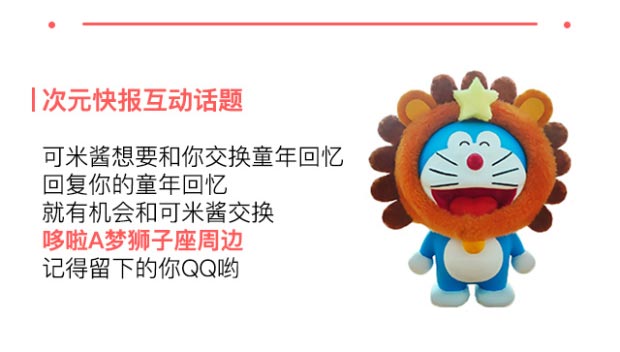 次元快报互动话题
可米酱想要和你交换童年回忆
回复你的童年回忆
就有机会和可米酱交换
哆啦A梦狮子座周边
记得留下的你QQ哟